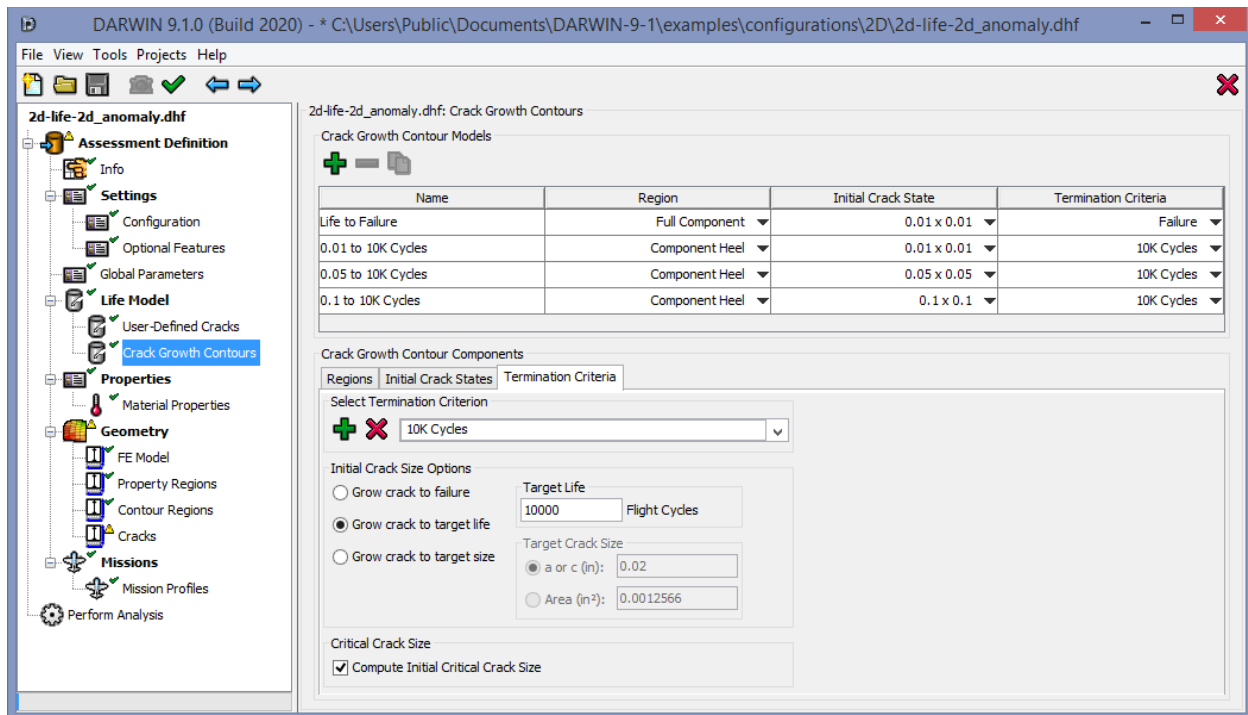 DARWIN 9.1.0 (Build 2020) - * C:\Users\Public\Documents\DARWIN-9-1\examples\configurations\2D\2d-life-2d_anomaly.dhf
File View Tools Projects Help
2d-life-2d_anomaly.dhf
Assessment Definition
Info
Settings
Configuration
Optional Features
Global Parameters
Life Model
User-Defined Cracks
Crack Growth Contours
Properties
Material Properties
Geometry
FE Model
Property Regions
Contour Regions
Cracks
Missions
Mission Profiles
Perform Analysis
2d-life-2d_anomaly.dhf: Crack Growth Contours
Crack Growth Contour Models
Name Region Initial Crack State Termination Criteria
Life to Failure Full Component 0.01 x 0.01 Failure
0.01 to 10K Cycles Component Heel 0.01 x 0.01 10K Cycles
0.05 to 10K Cycles Component Heel 0.05 x 0.05 10K Cycles
0.1 to 10K Cycles Component Heel 0.1 x 0.1 10K Cycles
Crack Growth Contour Components
Regions Initial Crack States Termination Criteria
Select Termination Criterion
10K Cycles
Initial Crack Size Options
Grow crack to failure
Grow crack to target life
Grow crack to target size
Target Life
10000 Flight Cycles
Target Crack Size
a or c (in): 0.02
Area (in²): 0.0012566
Critical Crack Size
Compute Initial Critical Crack Size